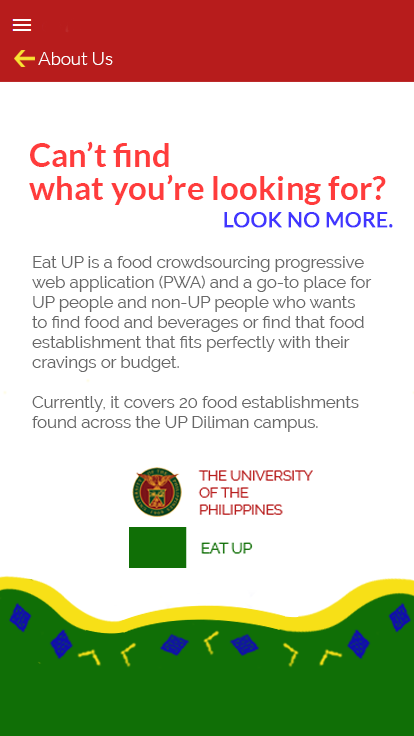 About Us
Can't find
what you're looking for?
LOOK NO MORE.
Eat UP is a food crowdsourcing progressive
web application (PWA) and a go-to place for
UP people and non-UP people who wants
to find food and beverages or find that food
establishment that fits perfectly with their
cravings or budget.
Currently, it covers 20 food establishments
found across the UP Diliman campus.
THE UNIVERSITY
OF THE
PHILIPPINES
EAT UP